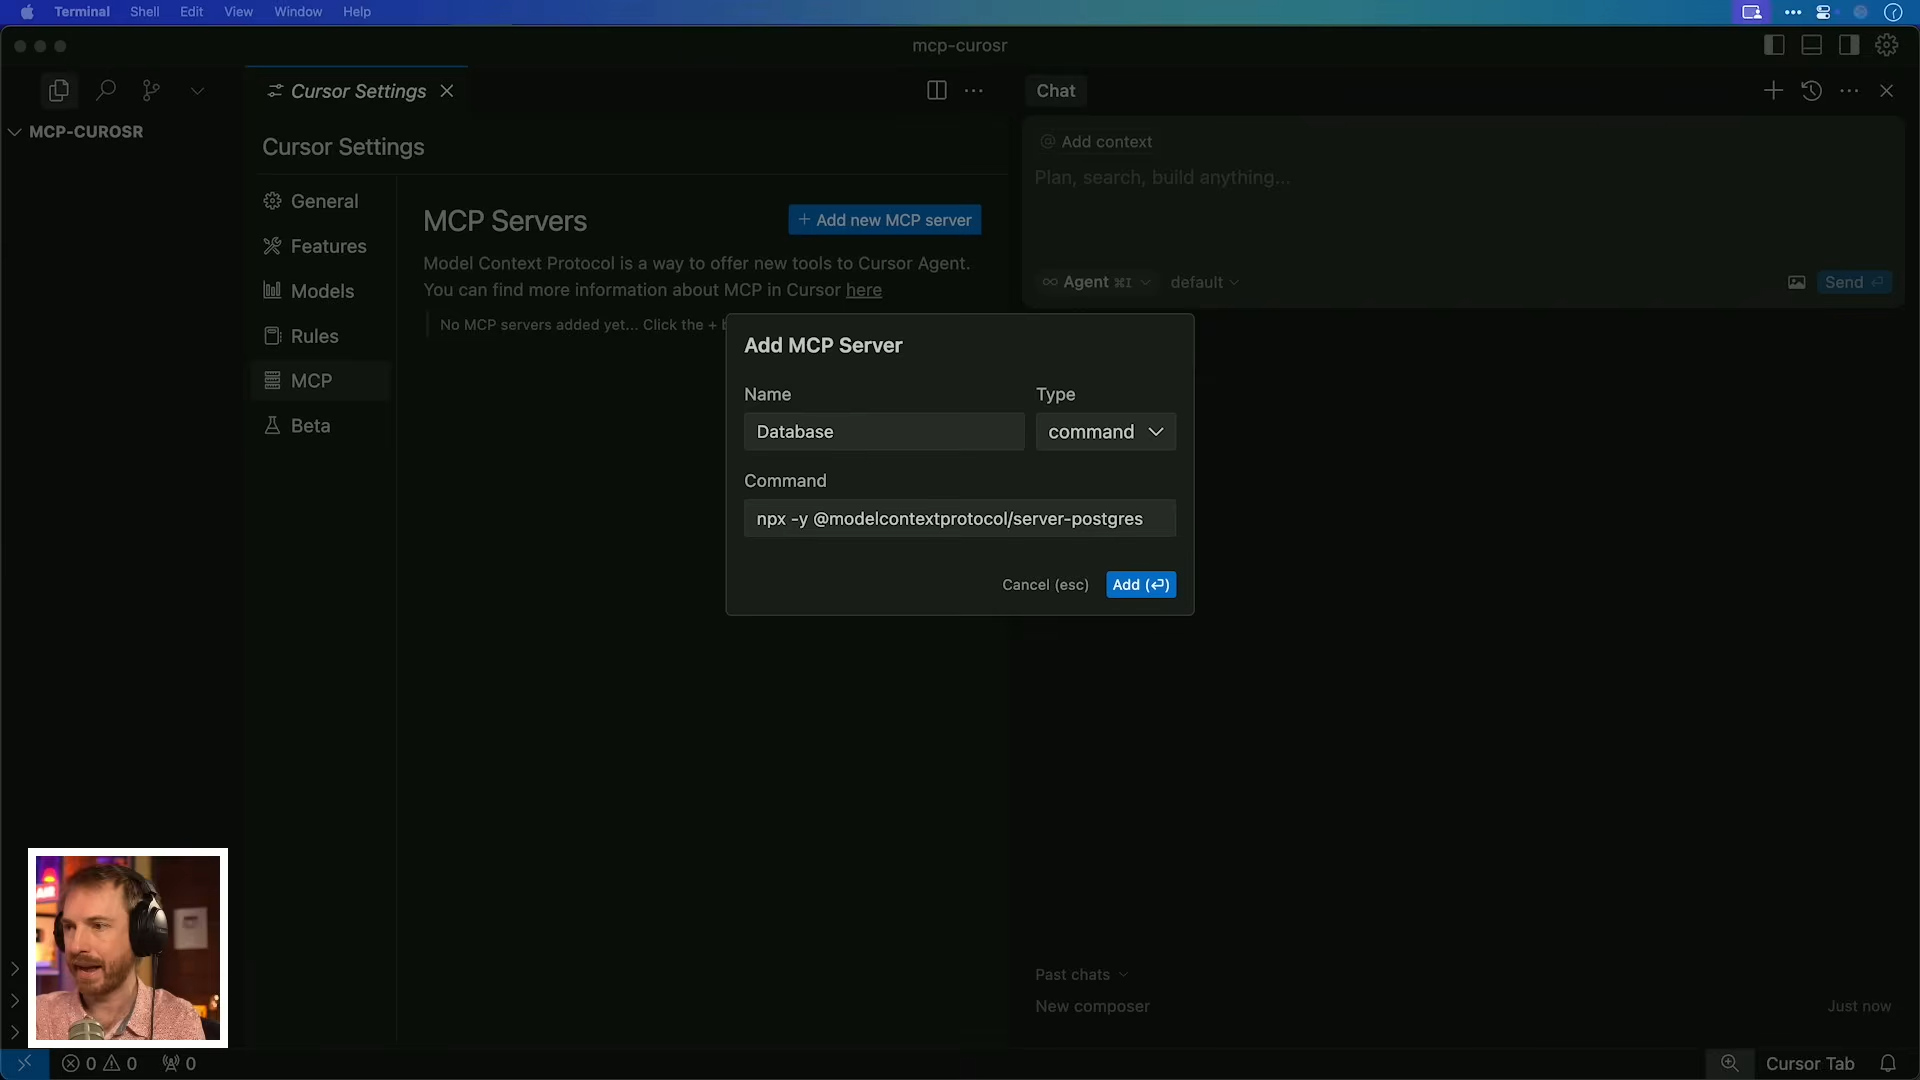 Terminal Shell Edit View Window Help
mcp-curosr
Cursor Settings
Chat
MCP-CUROSR
Cursor Settings
General
Features
Models
Rules
MCP
Beta
MCP Servers
+ Add new MCP server
Model Context Protocol is a way to offer new tools to Cursor Agent.
You can find more information about MCP in Cursor here
No MCP servers added yet... Click the + b
@ Add context
Plan, search, build anything...
∞ Agent ⌘I default
Send ⏎
Add MCP Server
Name
Type
Database
command
Command
npx -y @modelcontextprotocol/server-postgres
Cancel (esc)
Add (⏎)
Past chats
New composer
Just now
0 0 0
Cursor Tab